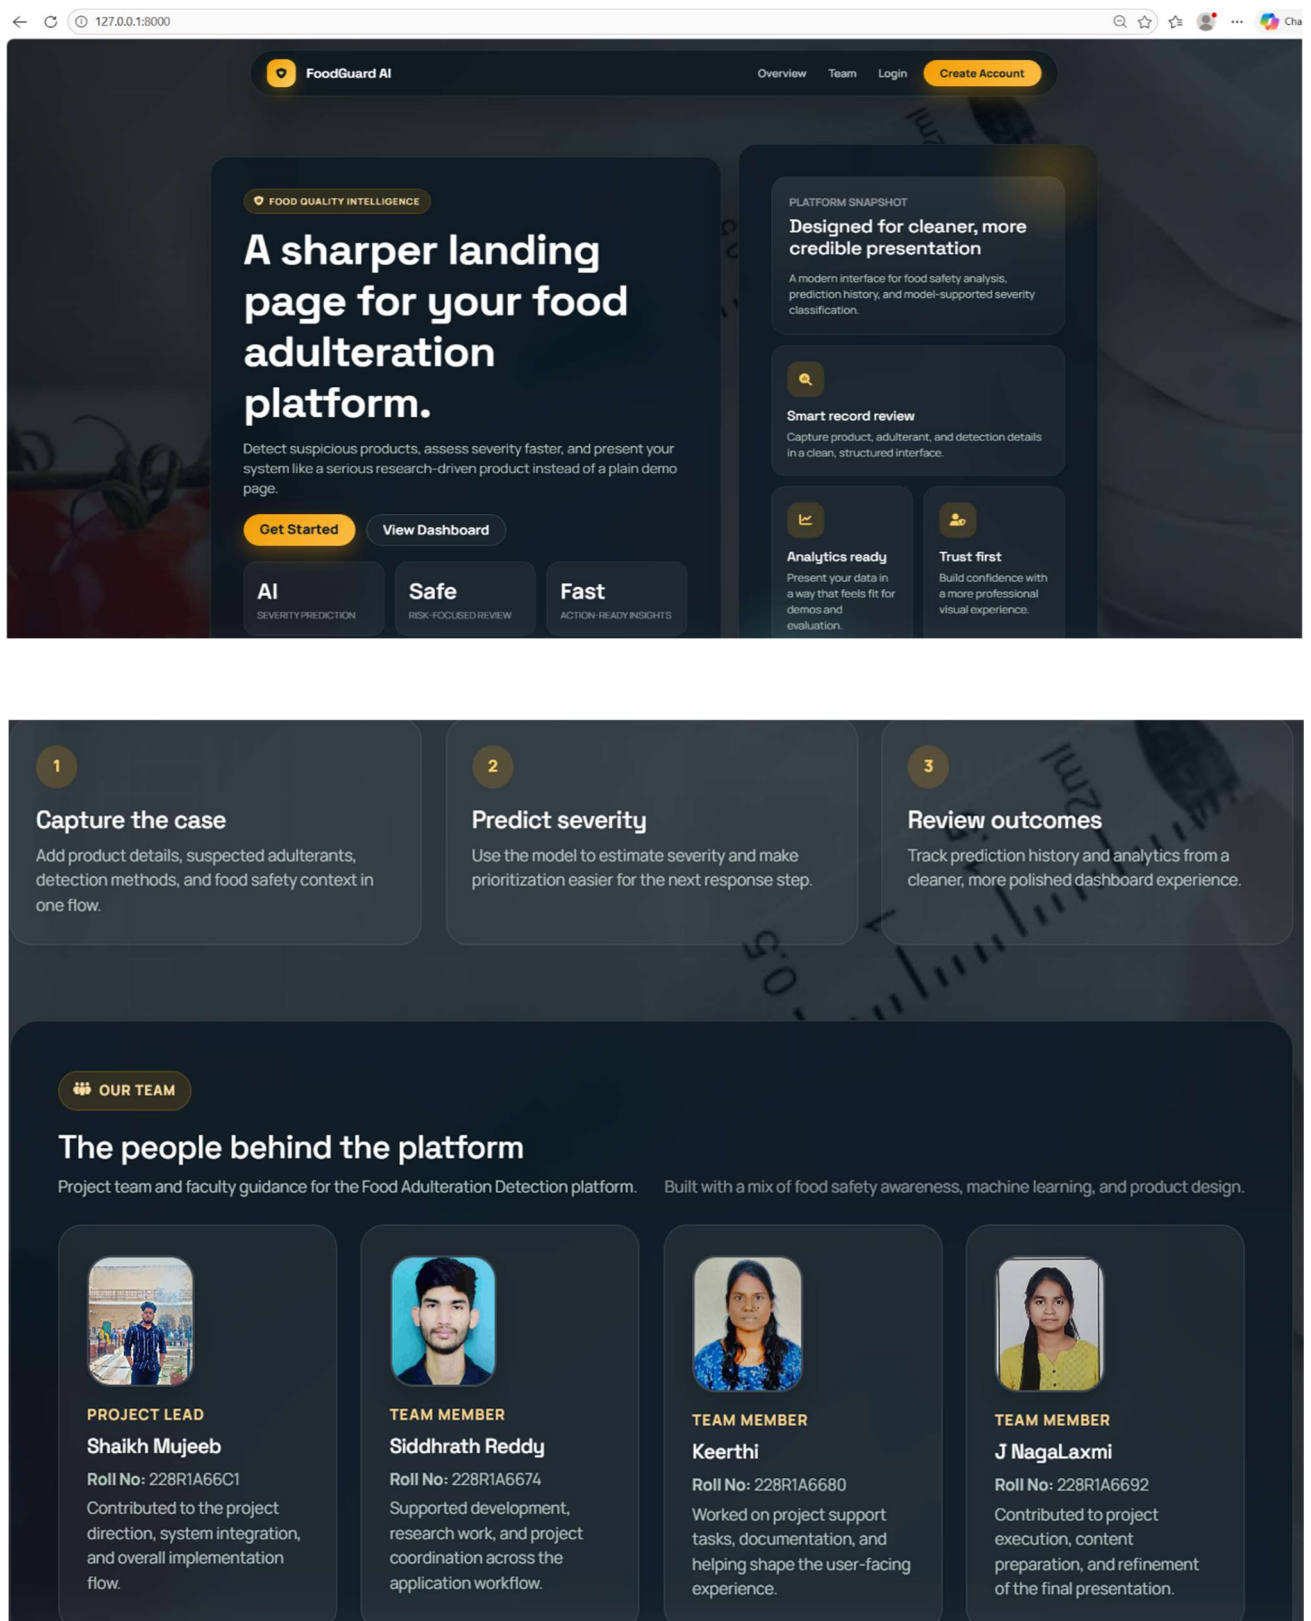 127.0.0.1:8000
Cha
FoodGuard AI
Overview
Team
Login
Create Account
FOOD QUALITY INTELLIGENCE
A sharper landing
page for your food
adulteration
platform.
Detect suspicious products, assess severity faster, and present your
system like a serious research-driven product instead of a plain demo
page.
Get Started
View Dashboard
AI
SEVERITY PREDICTION
Safe
RISK-FOCUSED REVIEW
Fast
ACTION-READY INSIGHTS
PLATFORM SNAPSHOT
Designed for cleaner, more
credible presentation
A modern interface for food safety analysis,
prediction history, and model-supported severity
classification.
Smart record review
Capture product, adulterant, and detection details
in a clean, structured interface.
Analytics ready
Present your data in
a way that feels fit for
demos and
evaluation.
Trust first
Build confidence with
a more professional
visual experience.
1
Capture the case
Add product details, suspected adulterants,
detection methods, and food safety context in
one flow.
2
Predict severity
Use the model to estimate severity and make
prioritization easier for the next response step.
3
Review outcomes
Track prediction history and analytics from a
cleaner, more polished dashboard experience.
2ml
1
0.5
OUR TEAM
The people behind the platform
Project team and faculty guidance for the Food Adulteration Detection platform.
Built with a mix of food safety awareness, machine learning, and product design.
PROJECT LEAD
Shaikh Mujeeb
Roll No: 228R1A66C1
Contributed to the project
direction, system integration,
and overall implementation
flow.
TEAM MEMBER
Siddhrath Reddy
Roll No: 228R1A6674
Supported development,
research work, and project
coordination across the
application workflow.
TEAM MEMBER
Keerthi
Roll No: 228R1A6680
Worked on project support
tasks, documentation, and
helping shape the user-facing
experience.
TEAM MEMBER
J NagaLaxmi
Roll No: 228R1A6692
Contributed to project
execution, content
preparation, and refinement
of the final presentation.